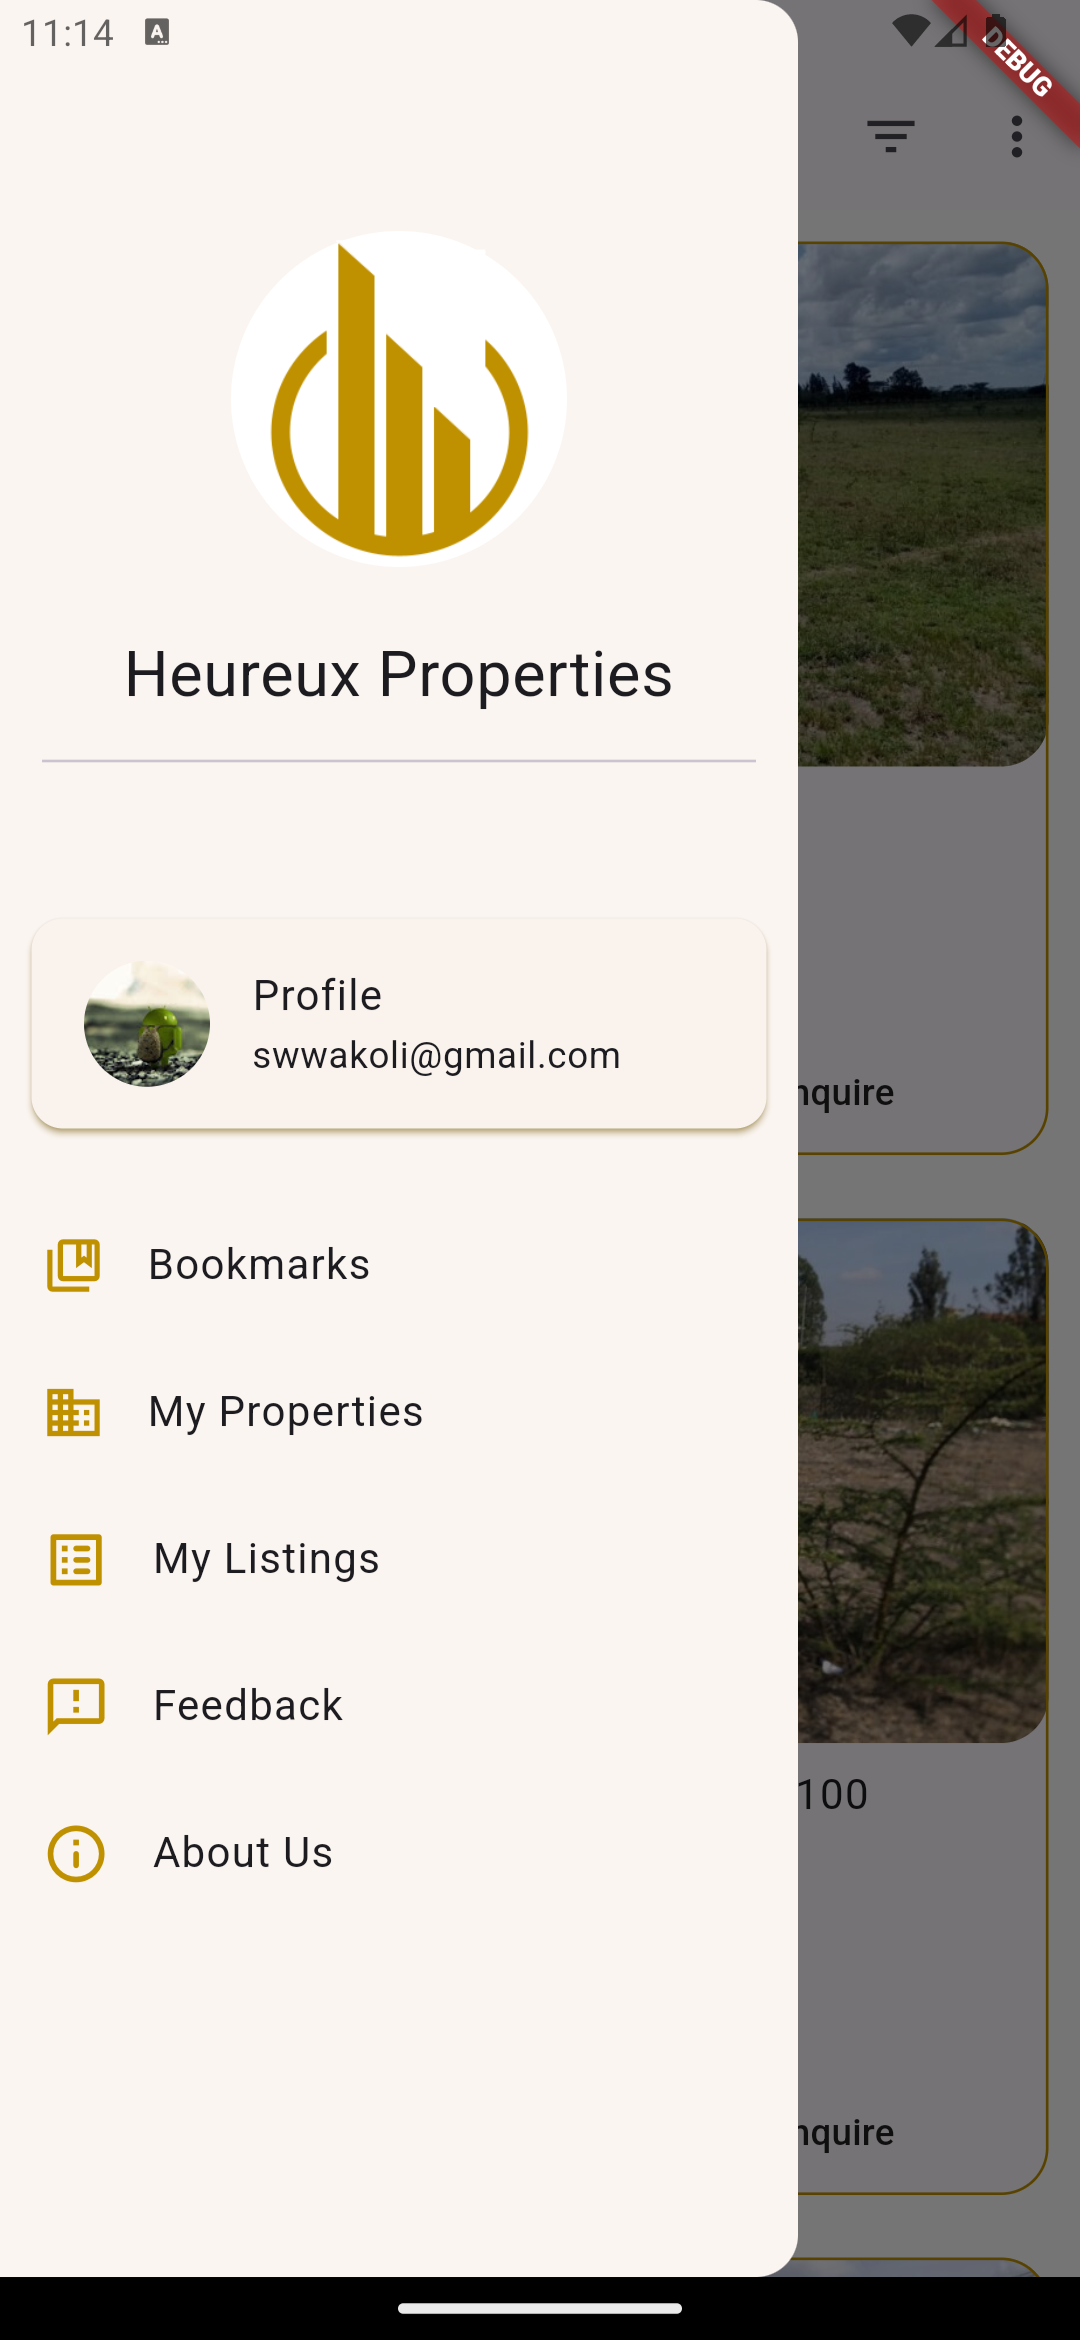 11:14
DEBUG
Heureux Properties
Profile
swwakoli@gmail.com
nquire
Bookmarks
My Properties
My Listings
Feedback
100
About Us
nquire